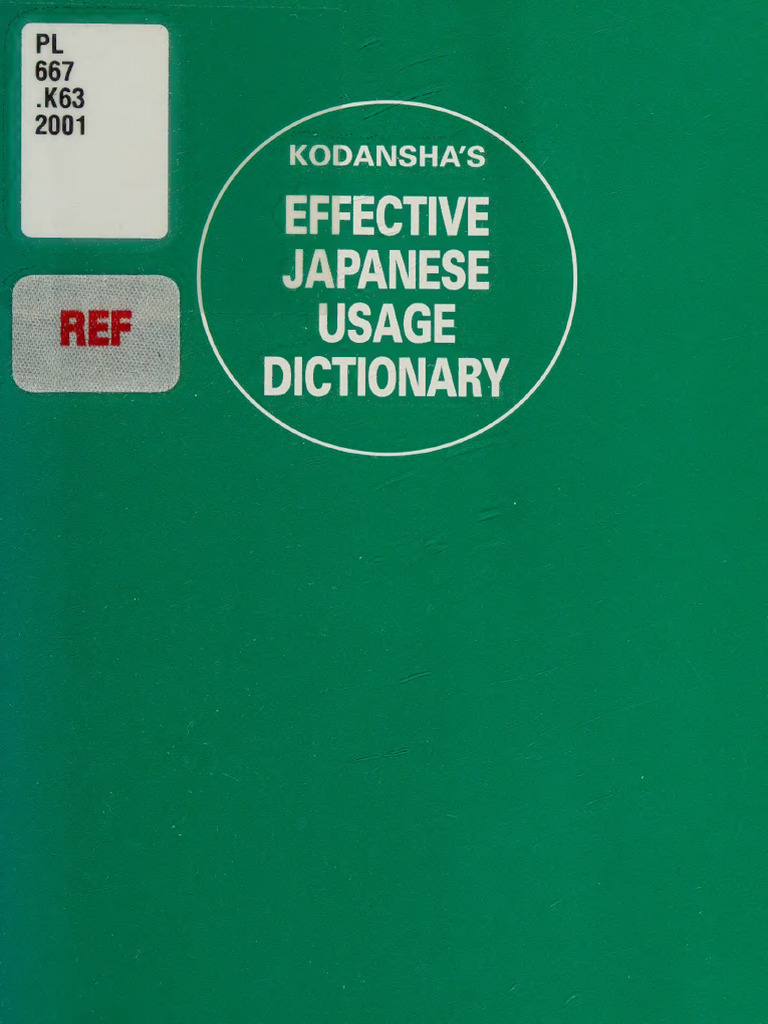 PL
667
.K63
2001
REF
KODANSHA'S
EFFECTIVE
JAPANESE
USAGE
DICTIONARY